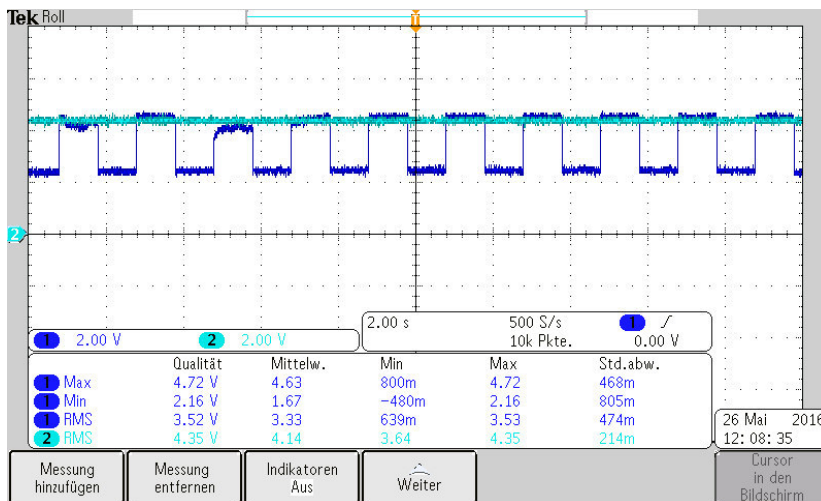 Tek Roll
T
2
1 2.00 V 2 2.00 V
2.00 s 500 S/s 1 /
10k Pkte. 0.00 V
Qualität Mittelw. Min Max Std.abw.
1 Max 4.72 V 4.63 800m 4.72 468m
1 Min 2.16 V 1.67 −480m 2.16 805m
1 RMS 3.52 V 3.33 639m 3.53 474m
2 RMS 4.35 V 4.14 3.64 4.35 214m
26 Mai 2016
12:08:35
Messung
hinzufügen
Messung
entfernen
Indikatoren
Aus
Weiter
Cursor
in den
Bildschirm